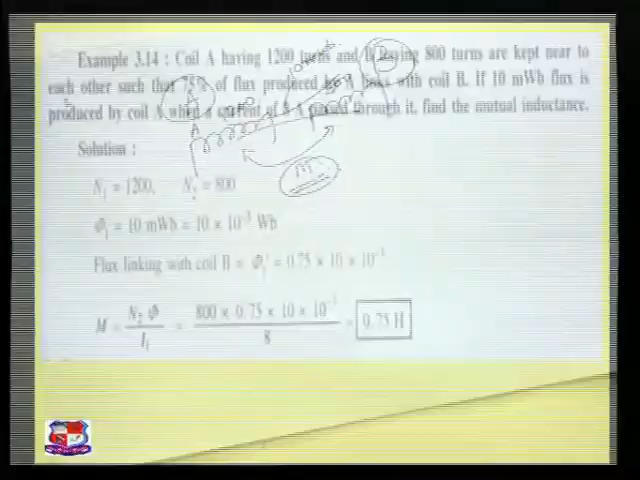 Example 3.14 : Coil A having 1200 turns and B having 800 turns are kept near to
each other such that 75% of flux produced by A links with coil B. If 10 mWb flux is
produced by coil A when a current of 8 A passed through it, find the mutual inductance.
Solution :
N₁ = 1200, N₂ = 800
Φ₁ = 10 mWb = 10 × 10⁻³ Wb
Flux linking with coil B = Φ₁' = 0.75 × 10 × 10⁻³
M = N₂ Φ / I₁ = 800 × 0.75 × 10 × 10⁻³ / 8 = 0.75 H
A
B
A
M